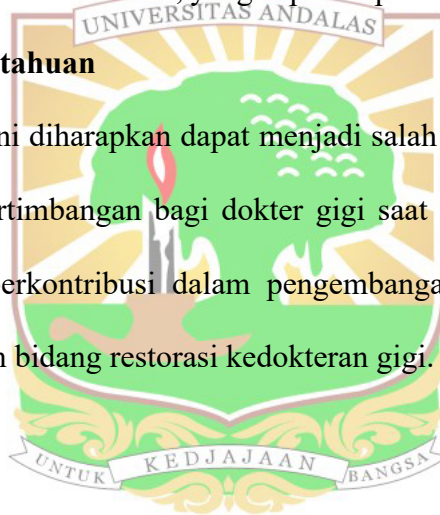 UNIVERSITAS ANDALAS
tahuan
ni diharapkan dapat menjadi salah
rtimbangan bagi dokter gigi saat
erkontribusi dalam pengembanga
n bidang restorasi kedokteran gigi.
UNTUK KEDJAJAAN BANGSA